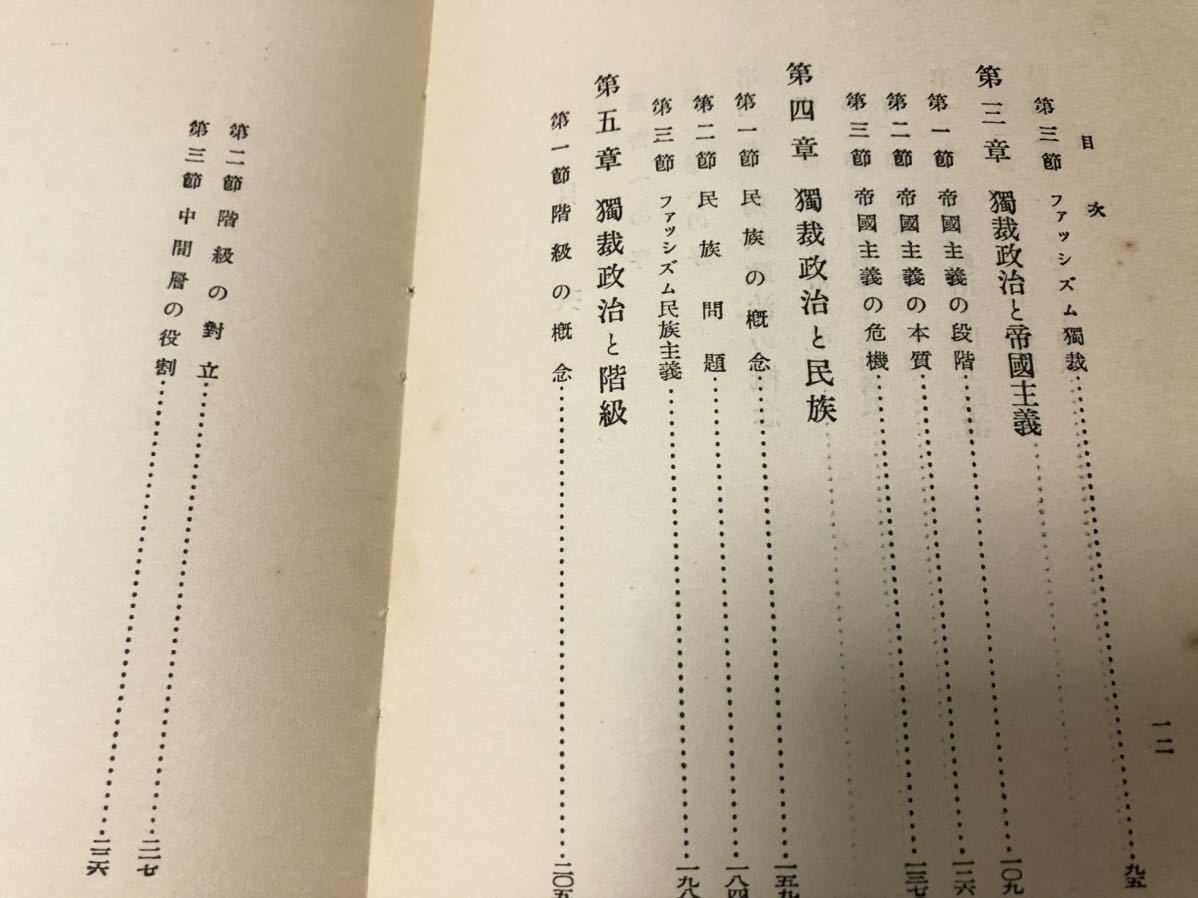 目次
一二
第三節 ファッシズム獨裁……九五
第三章 獨裁政治と帝國主義
第一節 帝國主義の段階……一〇九
第二節 帝國主義の本質……一二六
第三節 帝國主義の危機……一三七
第四章 獨裁政治と民族
第一節 民族の概念……一五九
第二節 民族問題……一八四
第三節 ファッシズム民族主義……一九八
第五章 獨裁政治と階級
第一節 階級の概念……二〇五
第二節 階級の對立……二一七
第三節 中間層の役割……二三六